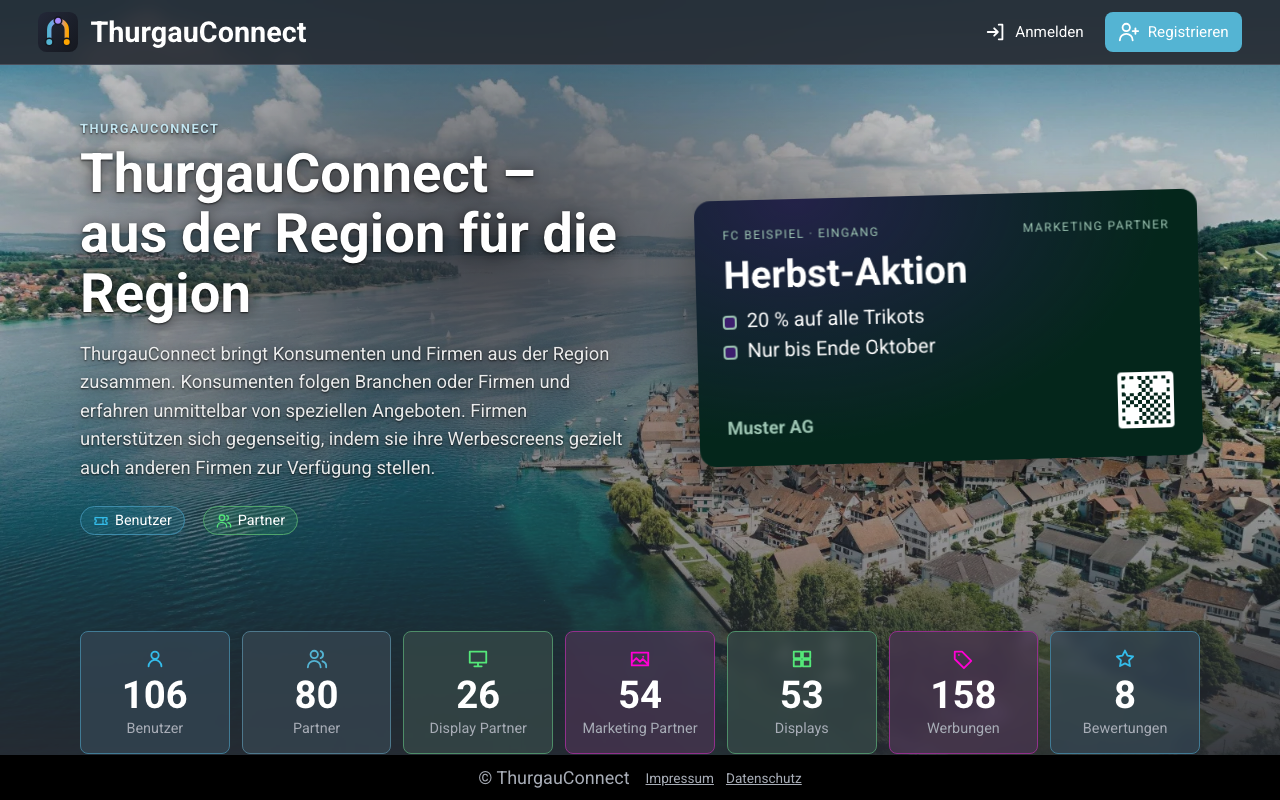 ThurgauConnect
Anmelden
Registrieren
THURGAUCONNECT
ThurgauConnect –
aus der Region für die
Region
ThurgauConnect bringt Konsumenten und Firmen aus der Region
zusammen. Konsumenten folgen Branchen oder Firmen und
erfahren unmittelbar von speziellen Angeboten. Firmen
unterstützen sich gegenseitig, indem sie ihre Werbescreens gezielt
auch anderen Firmen zur Verfügung stellen.
Benutzer
Partner
FC BEISPIEL · EINGANG
MARKETING PARTNER
Herbst-Aktion
20 % auf alle Trikots
Nur bis Ende Oktober
Muster AG
106
Benutzer
80
Partner
26
Display Partner
54
Marketing Partner
53
Displays
158
Werbungen
8
Bewertungen
© ThurgauConnect Impressum Datenschutz